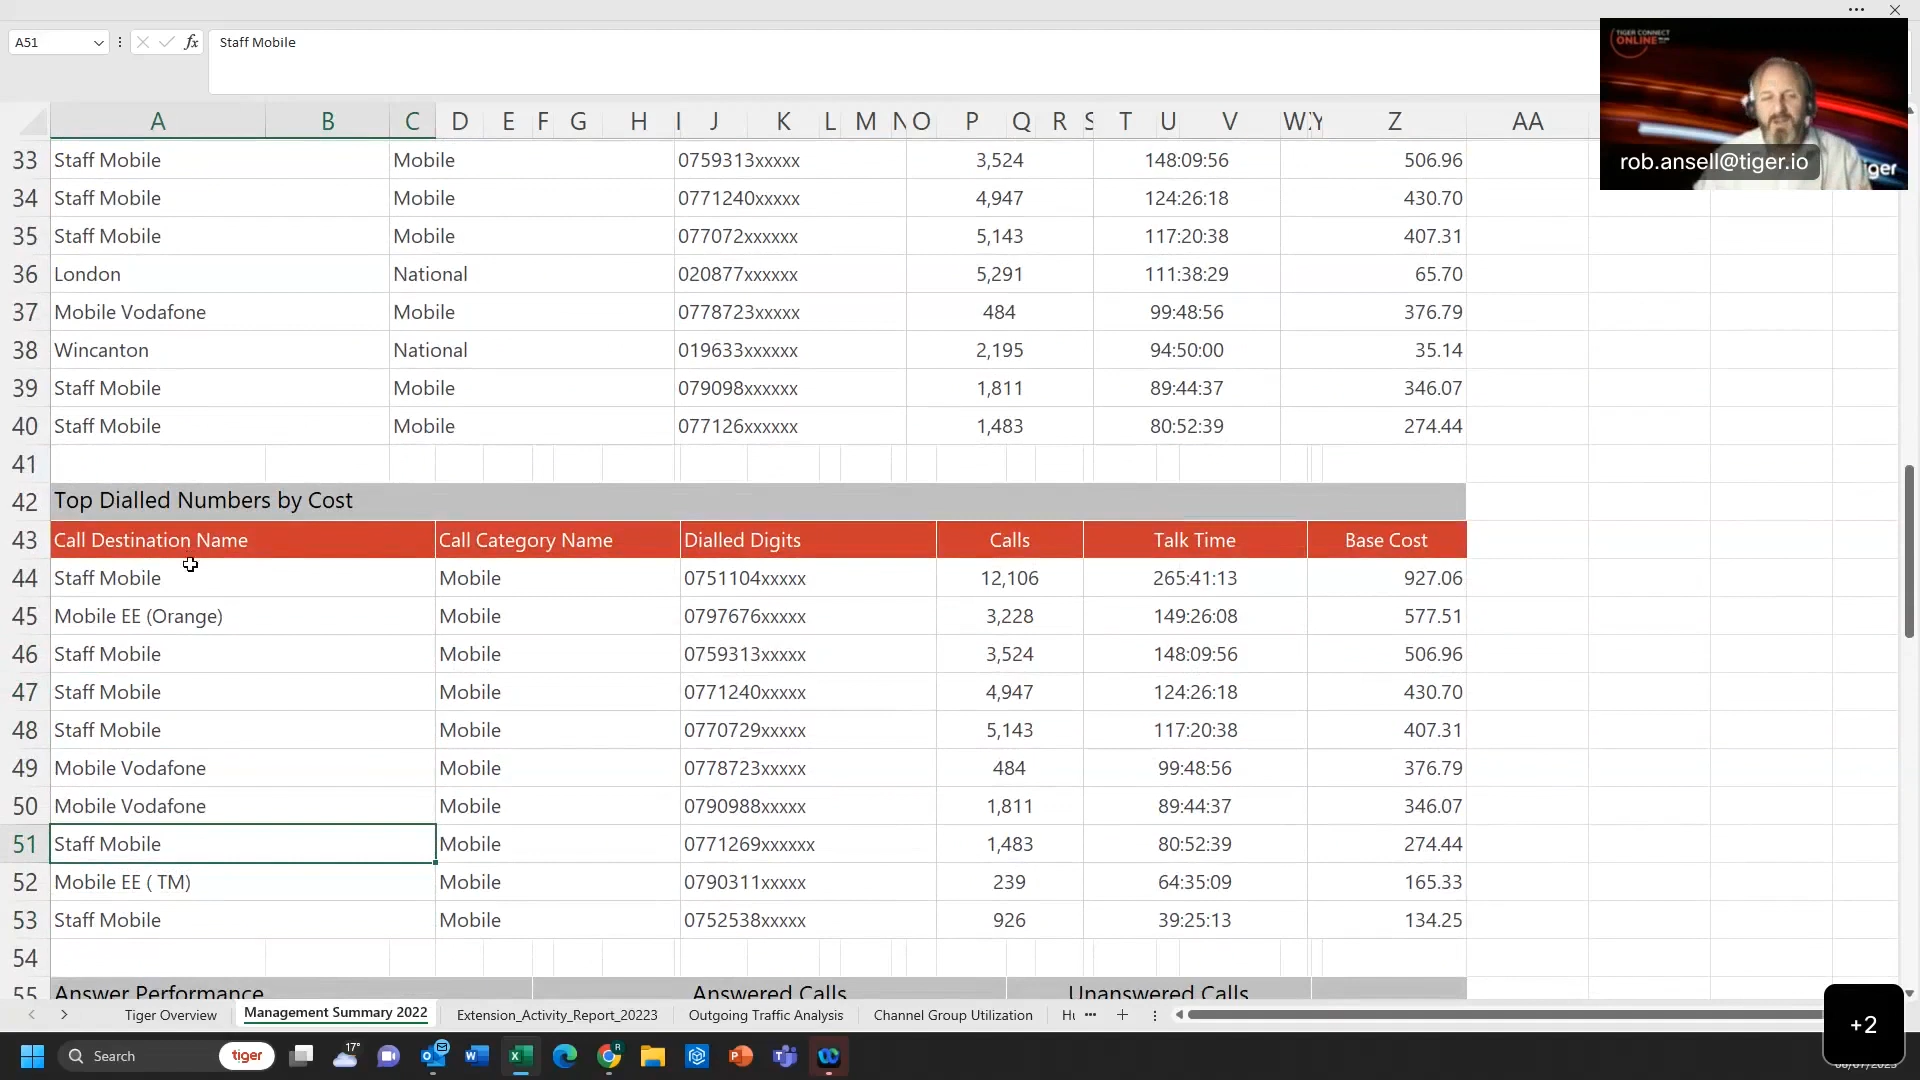 A51 fx Staff Mobile
TIGER CONNECT
ONLINE
rob.ansell@tiger.io
iger
A B C D E F G H I J K L M N O P Q R S T U V W Y Z AA
33 Staff Mobile Mobile 0759313xxxxx 3,524 148:09:56 506.96
34 Staff Mobile Mobile 0771240xxxxx 4,947 124:26:18 430.70
35 Staff Mobile Mobile 077072xxxxxx 5,143 117:20:38 407.31
36 London National 020877xxxxxx 5,291 111:38:29 65.70
37 Mobile Vodafone Mobile 0778723xxxxx 484 99:48:56 376.79
38 Wincanton National 019633xxxxxx 2,195 94:50:00 35.14
39 Staff Mobile Mobile 079098xxxxxx 1,811 89:44:37 346.07
40 Staff Mobile Mobile 077126xxxxxx 1,483 80:52:39 274.44
41
42 Top Dialled Numbers by Cost
43 Call Destination Name Call Category Name Dialled Digits Calls Talk Time Base Cost
44 Staff Mobile Mobile 0751104xxxxx 12,106 265:41:13 927.06
45 Mobile EE (Orange) Mobile 0797676xxxxx 3,228 149:26:08 577.51
46 Staff Mobile Mobile 0759313xxxxx 3,524 148:09:56 506.96
47 Staff Mobile Mobile 0771240xxxxx 4,947 124:26:18 430.70
48 Staff Mobile Mobile 0770729xxxxx 5,143 117:20:38 407.31
49 Mobile Vodafone Mobile 0778723xxxxx 484 99:48:56 376.79
50 Mobile Vodafone Mobile 0790988xxxxx 1,811 89:44:37 346.07
51 Staff Mobile Mobile 0771269xxxxxx 1,483 80:52:39 274.44
52 Mobile EE ( TM) Mobile 0790311xxxxx 239 64:35:09 165.33
53 Staff Mobile Mobile 0752538xxxxx 926 39:25:13 134.25
54
55 Answer Performance Answered Calls Unanswered Calls
Tiger Overview Management Summary 2022 Extension_Activity_Report_20223 Outgoing Traffic Analysis Channel Group Utilization
+2
Search tiger 17°